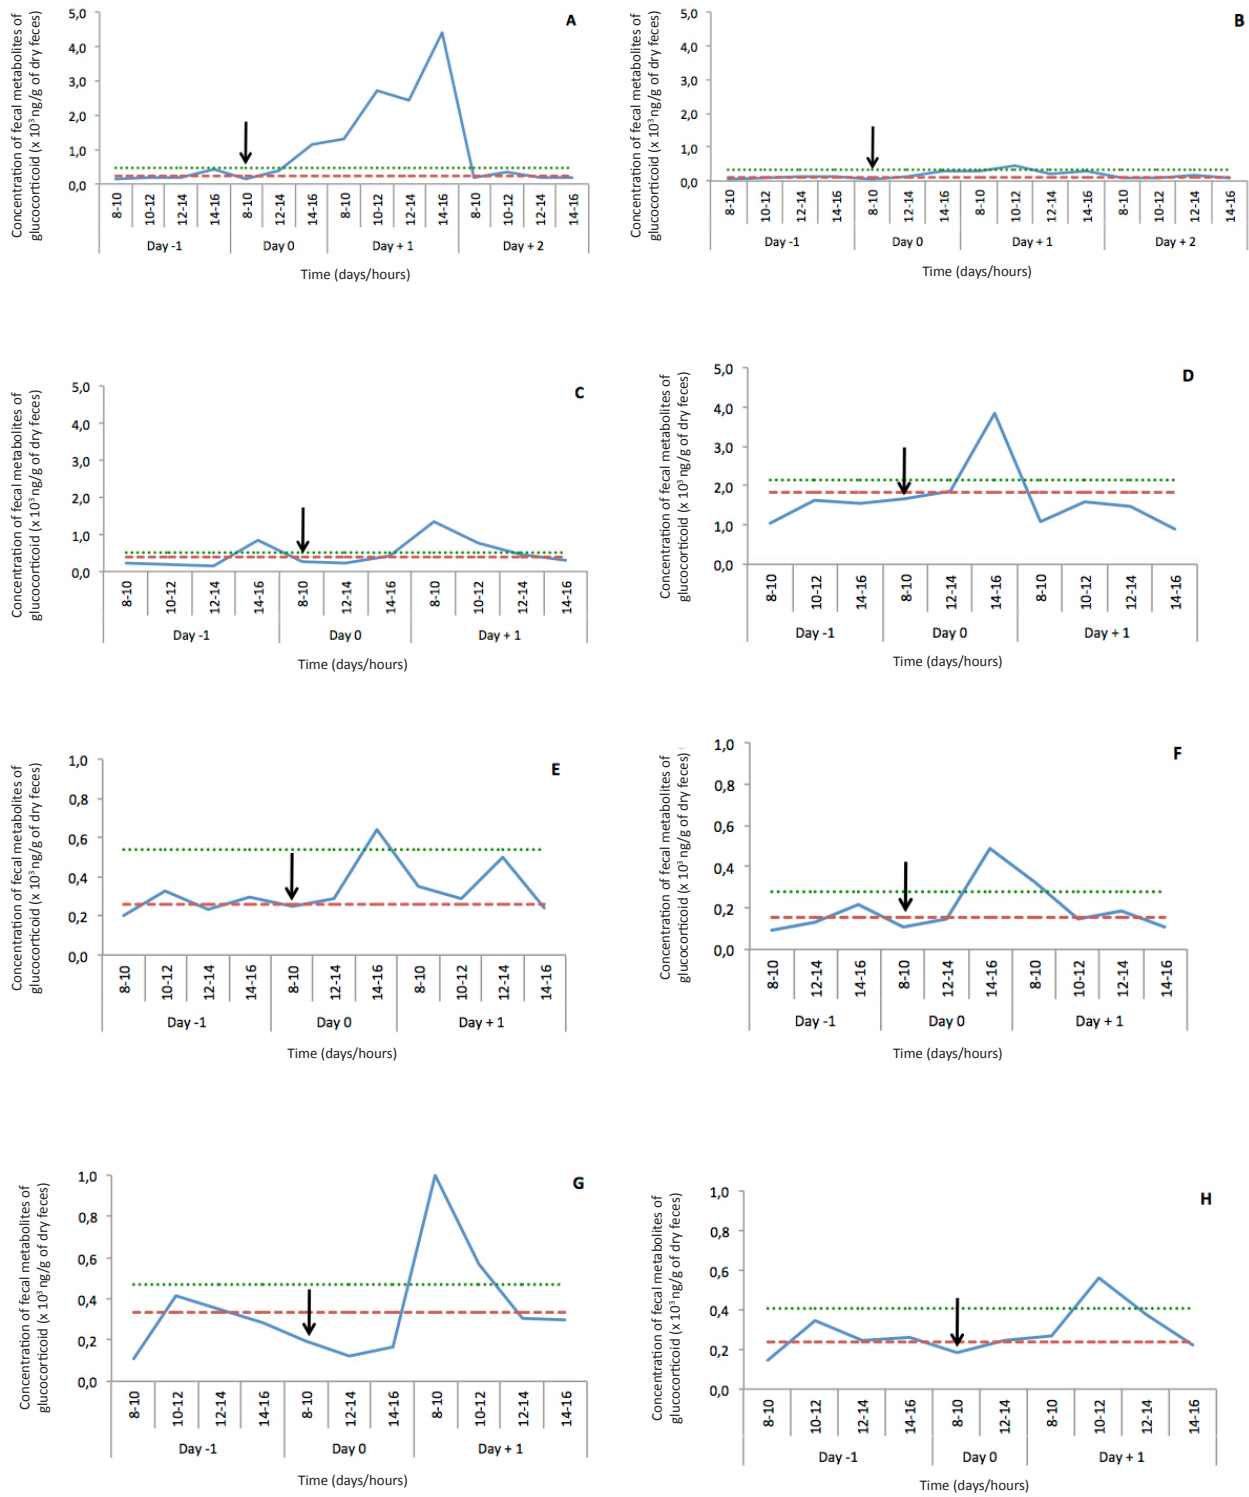 Concentration of fecal metabolites of
glucocorticoid (x 10³ ng/g of dry feces)
A
5,0
4,0
3,0
2,0
1,0
0,0
8-10 10-12 12-14 14-16 8-10 12-14 14-16 8-10 10-12 12-14 14-16 8-10 10-12 12-14 14-16
Day -1 Day 0 Day + 1 Day + 2
Time (days/hours)
Concentration of fecal metabolites of
glucocorticoid (x 10³ ng/g of dry feces)
B
5,0
4,0
3,0
2,0
1,0
0,0
8-10 10-12 12-14 14-16 8-10 12-14 14-16 8-10 10-12 12-14 14-16 8-10 10-12 12-14 14-16
Day -1 Day 0 Day + 1 Day + 2
Time (days/hours)
Concentration of fecal metabolites of
glucocorticoid (x 10³ ng/g of dry feces)
C
5,0
4,0
3,0
2,0
1,0
0,0
8-10 10-12 12-14 14-16 8-10 12-14 14-16 8-10 10-12 12-14 14-16
Day -1 Day 0 Day + 1
Time (days/hours)
Concentration of fecal metabolites of
glucocorticoid (x 10³ ng/g of dry feces)
D
5,0
4,0
3,0
2,0
1,0
0,0
8-10 10-12 14-16 8-10 12-14 14-16 8-10 10-12 12-14 14-16
Day -1 Day 0 Day + 1
Time (days/hours)
Concentration of fecal metabolites of
glucocorticoid (x 10³ ng/g of dry feces)
E
1,0
0,8
0,6
0,4
0,2
0,0
8-10 10-12 12-14 14-16 8-10 12-14 14-16 8-10 10-12 12-14 14-16
Day -1 Day 0 Day + 1
Time (days/hours)
Concentration of fecal metabolites of
glucocorticoid (x 10³ ng/g of dry feces)
F
1,0
0,8
0,6
0,4
0,2
0,0
8-10 12-14 14-16 8-10 12-14 14-16 8-10 10-12 12-14 14-16
Day -1 Day 0 Day + 1
Time (days/hours)
Concentration of fecal metabolites of
glucocorticoid (x 10³ ng/g of dry feces)
G
1,0
0,8
0,6
0,4
0,2
0,0
8-10 10-12 12-14 14-16 8-10 12-14 14-16 8-10 10-12 12-14 14-16
Day -1 Day 0 Day + 1
Time (days/hours)
Concentration of fecal metabolites of
glucocorticoid (x 10³ ng/g of dry feces)
H
1,0
0,8
0,6
0,4
0,2
0,0
8-10 10-12 12-14 14-16 8-10 12-14 8-10 10-12 12-14 14-16
Day -1 Day 0 Day + 1
Time (days/hours)